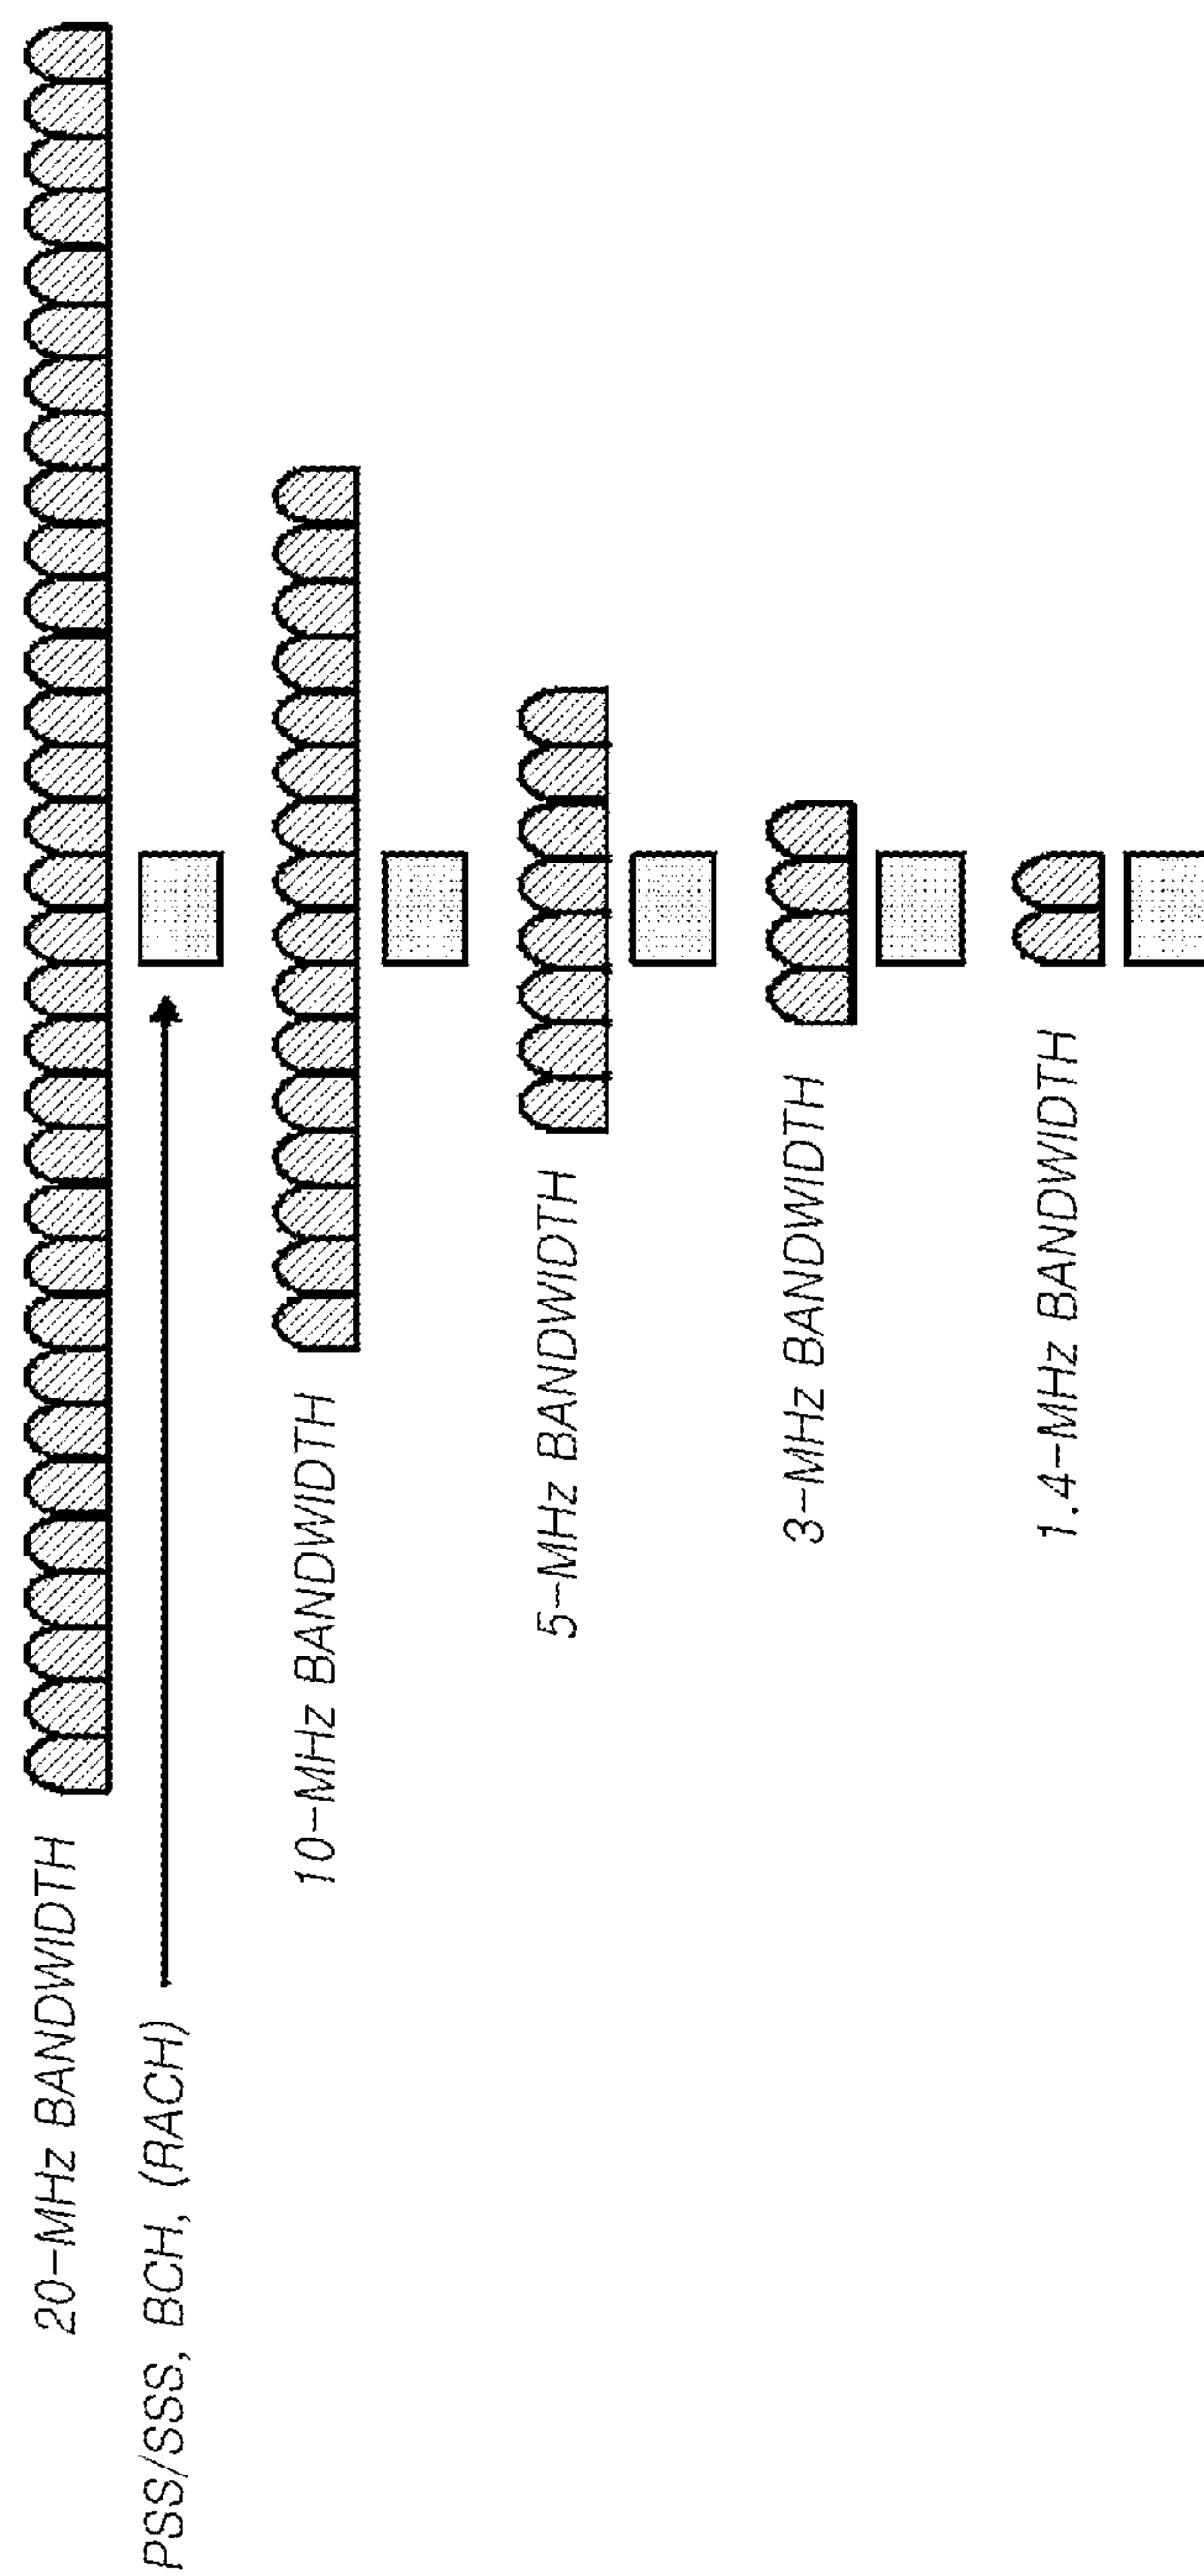 20-MHz BANDWIDTH
PSS/SSS, BCH, (RACH)
10-MHz BANDWIDTH
5-MHz BANDWIDTH
3-MHz BANDWIDTH
1.4-MHz BANDWIDTH